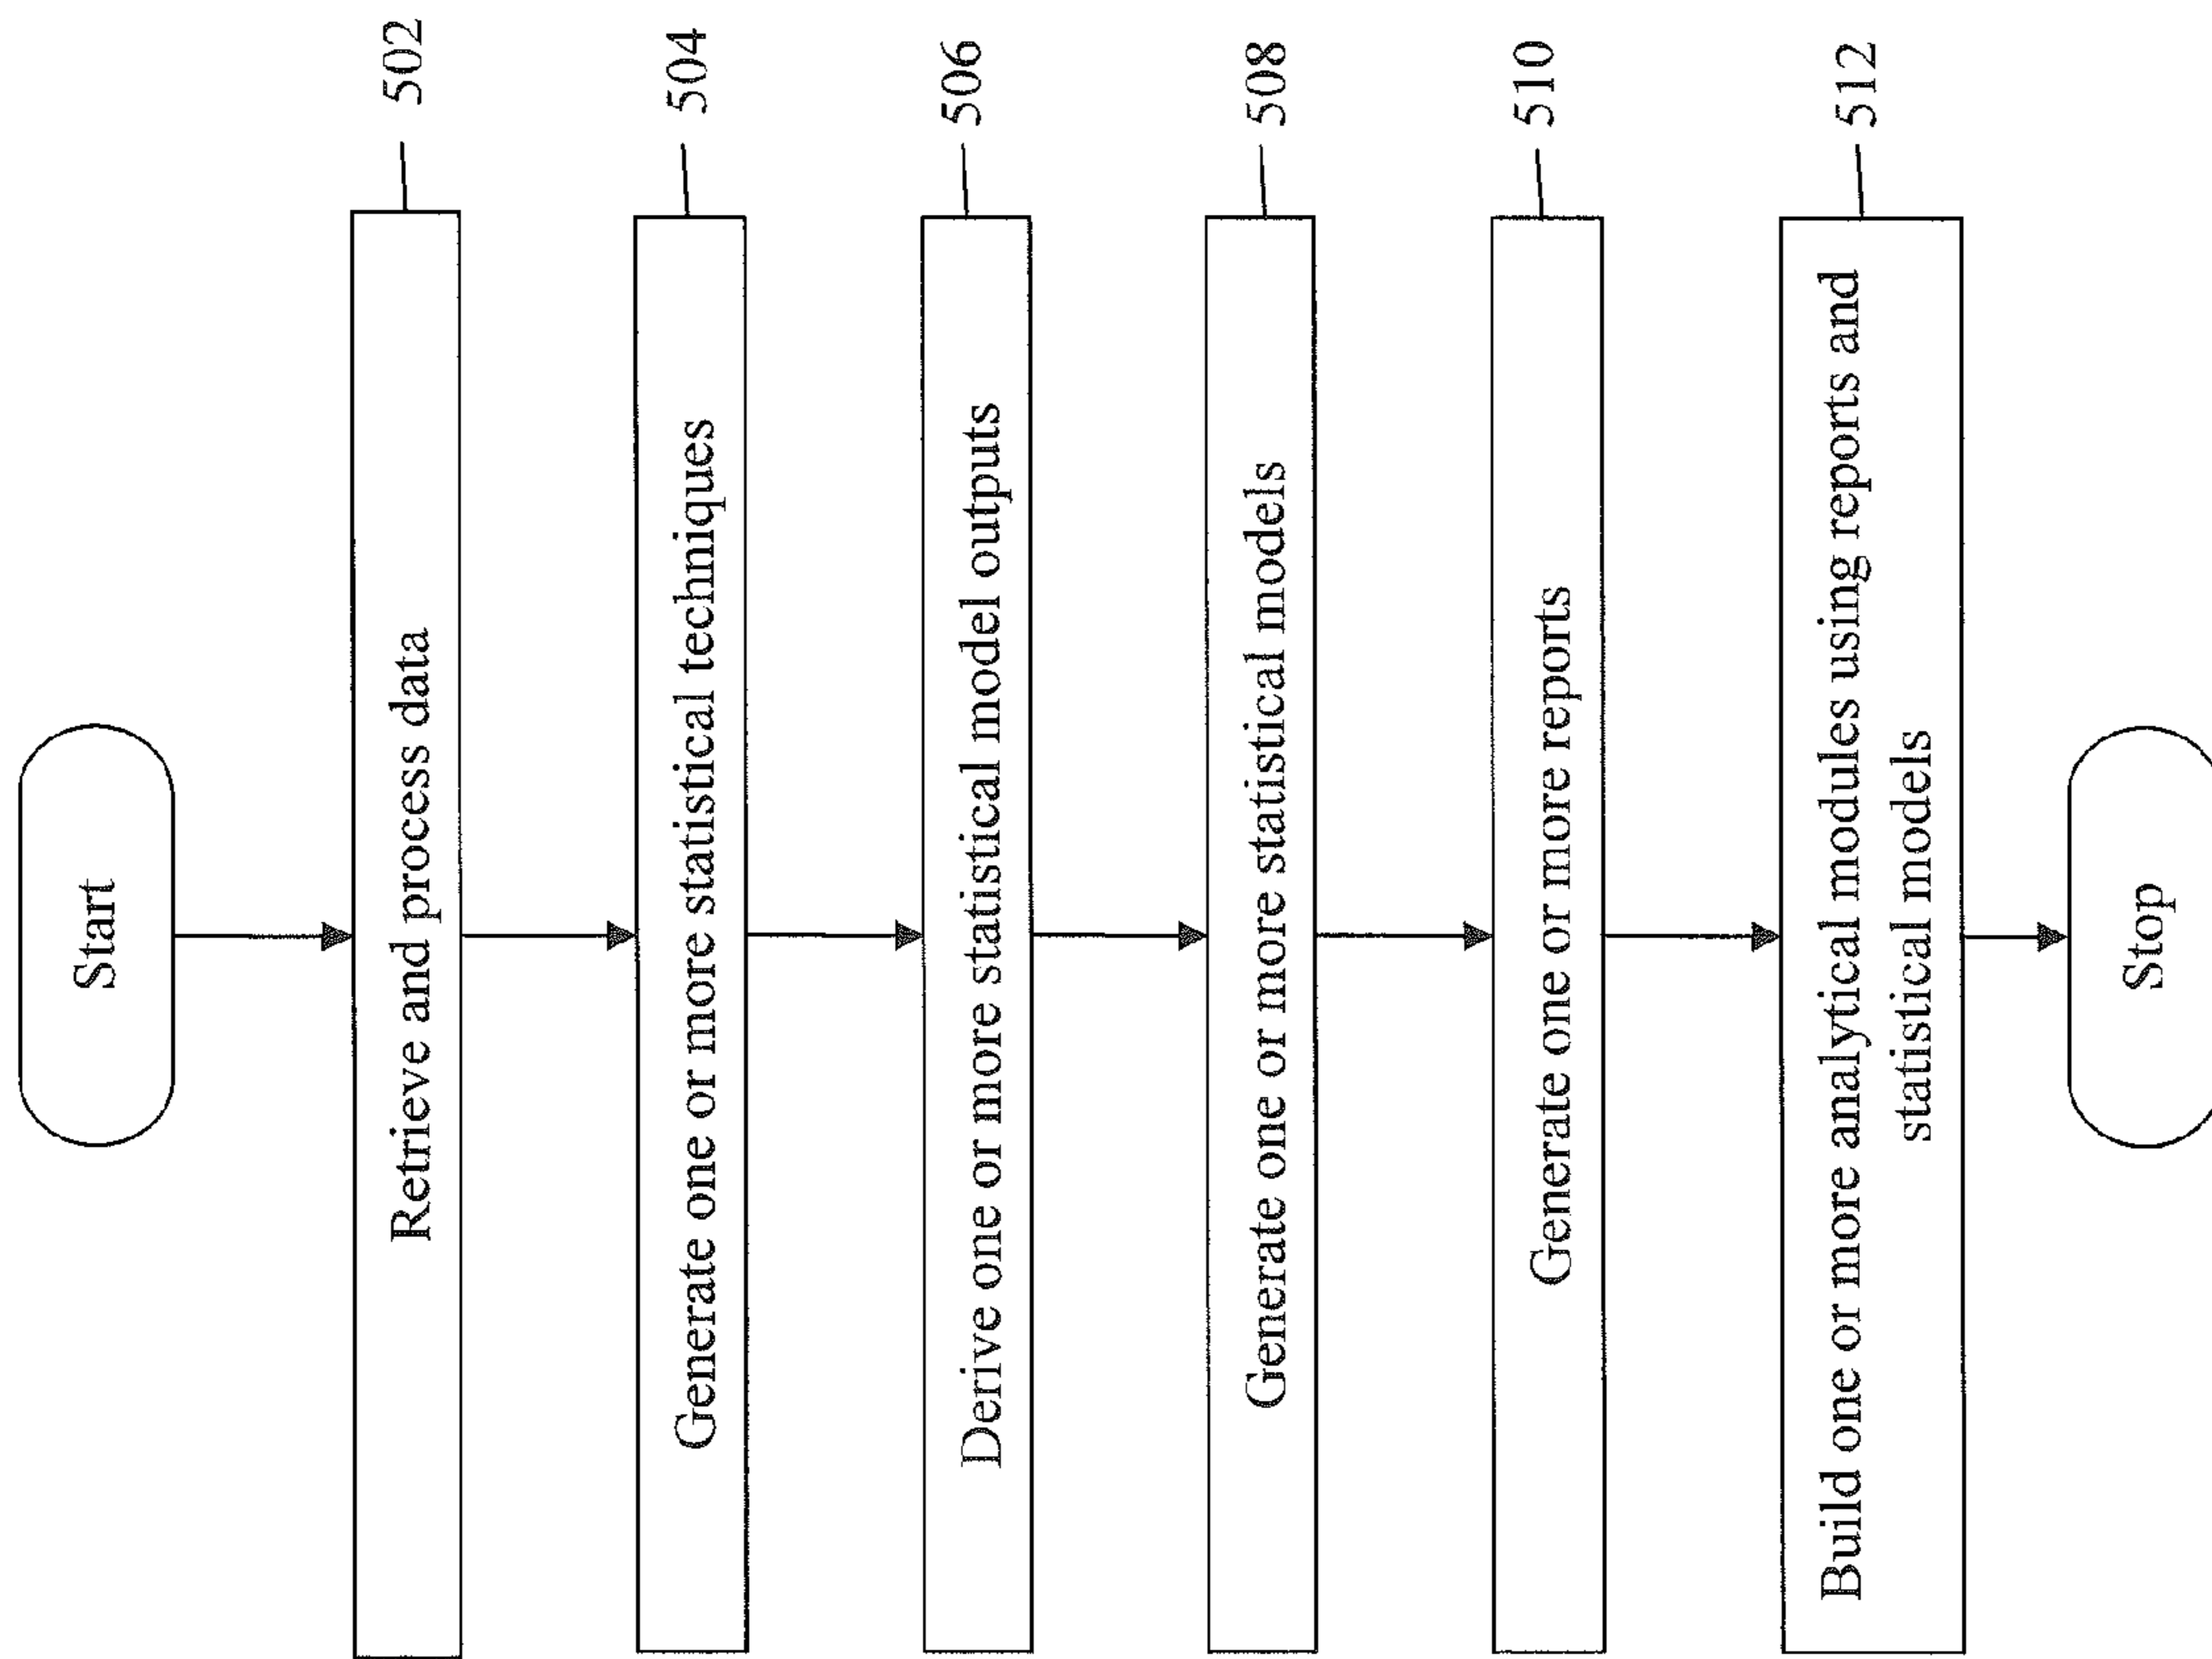 Start
Retrieve and process data
502
Generate one or more statistical techniques
504
Derive one or more statistical model outputs
506
Generate one or more statistical models
508
Generate one or more reports
510
Build one or more analytical modules using reports and
statistical models
512
Stop